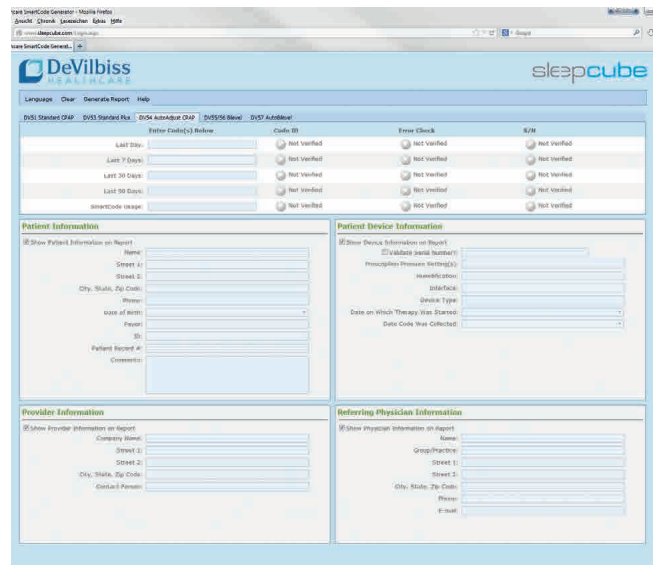 care SmartCode Generator - Mozilla Firefox
Ansicht Chronik Lesezeichen Extras Hilfe
www.sleepcube.com
care SmartCode Generat...
DeVilbiss
HEALTHCARE
sleepcube
Language Clear Generate Report Help
DV51 Standard CPAP DV53 Standard Plus DV54 AutoAdjust CPAP DV55/56 Bilevel DV57 AutoBilevel
Enter Code(s) Below Code ID Error Check S/N
Last Day: Not Verified Not Verified Not Verified
Last 7 Days: Not Verified Not Verified Not Verified
Last 30 Days: Not Verified Not Verified Not Verified
Last 90 Days: Not Verified Not Verified Not Verified
SmartCode Usage: Not Verified Not Verified Not Verified
Patient Information
Show Patient Information on Report
Name:
Street 1:
Street 2:
City, State, Zip Code:
Phone:
Date of Birth:
Payor:
ID:
Patient Record #:
Comments:
Patient Device Information
Show Device Information on Report
Validate Serial Number?:
Prescription Pressure Setting(s):
Humidification:
Interface:
Device Type:
Date on Which Therapy Was Started:
Date Code Was Collected:
Provider Information
Show Provider Information on Report
Company Name:
Street 1:
Street 2:
City, State, Zip Code:
Contact Person:
Referring Physician Information
Show Physician Information on Report
Name:
Group/Practice:
Street 1:
Street 2:
City, State, Zip Code:
Phone:
E-mail: